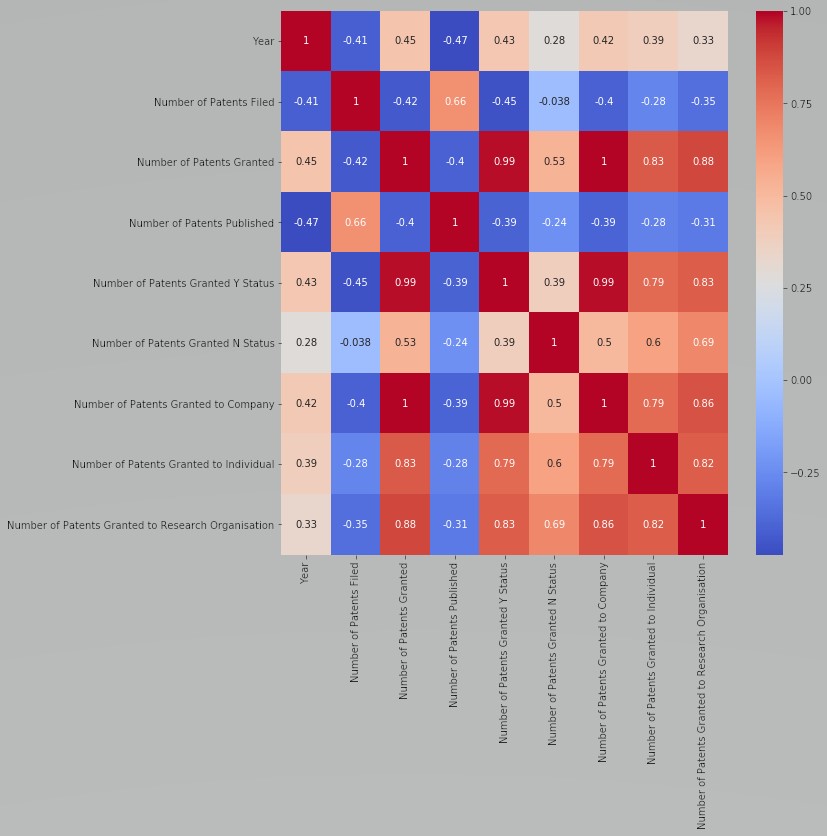 Year 1 -0.41 0.45 -0.47 0.43 0.28 0.42 0.39 0.33
Number of Patents Filed -0.41 1 -0.42 0.66 -0.45 -0.038 -0.4 -0.28 -0.35
Number of Patents Granted 0.45 -0.42 1 -0.4 0.99 0.53 1 0.83 0.88
Number of Patents Published -0.47 0.66 -0.4 1 -0.39 -0.24 -0.39 -0.28 -0.31
Number of Patents Granted Y Status 0.43 -0.45 0.99 -0.39 1 0.39 0.99 0.79 0.83
Number of Patents Granted N Status 0.28 -0.038 0.53 -0.24 0.39 1 0.5 0.6 0.69
Number of Patents Granted to Company 0.42 -0.4 1 -0.39 0.99 0.5 1 0.79 0.86
Number of Patents Granted to Individual 0.39 -0.28 0.83 -0.28 0.79 0.6 0.79 1 0.82
Number of Patents Granted to Research Organisation 0.33 -0.35 0.88 -0.31 0.83 0.69 0.86 0.82 1
Year
Number of Patents Filed
Number of Patents Granted
Number of Patents Published
Number of Patents Granted Y Status
Number of Patents Granted N Status
Number of Patents Granted to Company
Number of Patents Granted to Individual
Number of Patents Granted to Research Organisation
1.00
0.75
0.50
0.25
0.00
−0.25